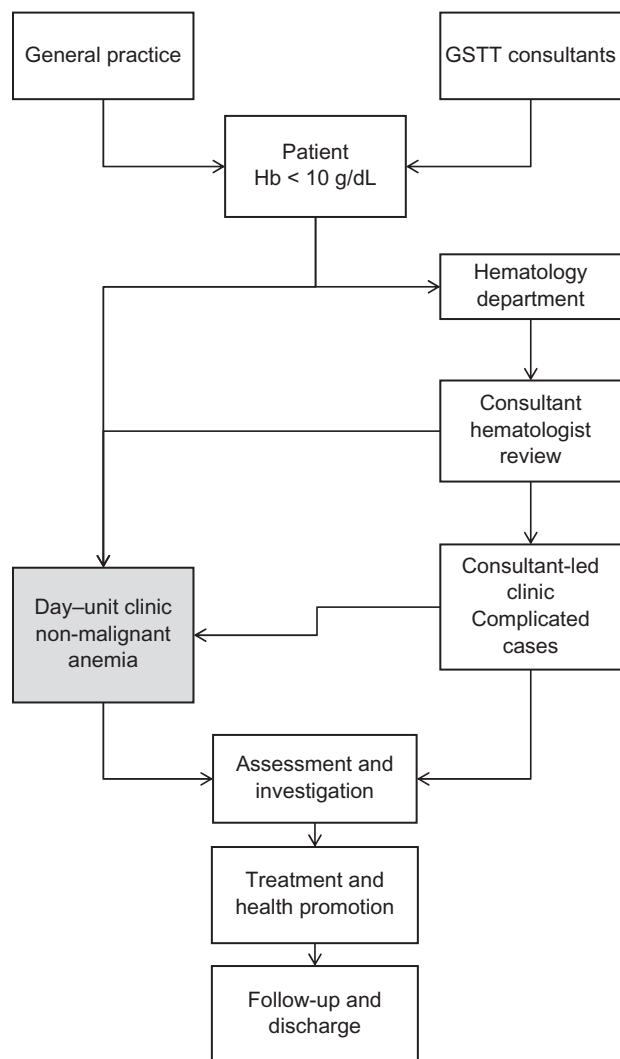 General practice
GSTT consultants
Patient
Hb < 10 g/dL
Hematology
department
Consultant
hematologist
review
Consultant-led
clinic
Complicated
cases
Day–unit clinic
non-malignant
anemia
Assessment and
investigation
Treatment and
health promotion
Follow-up and
discharge